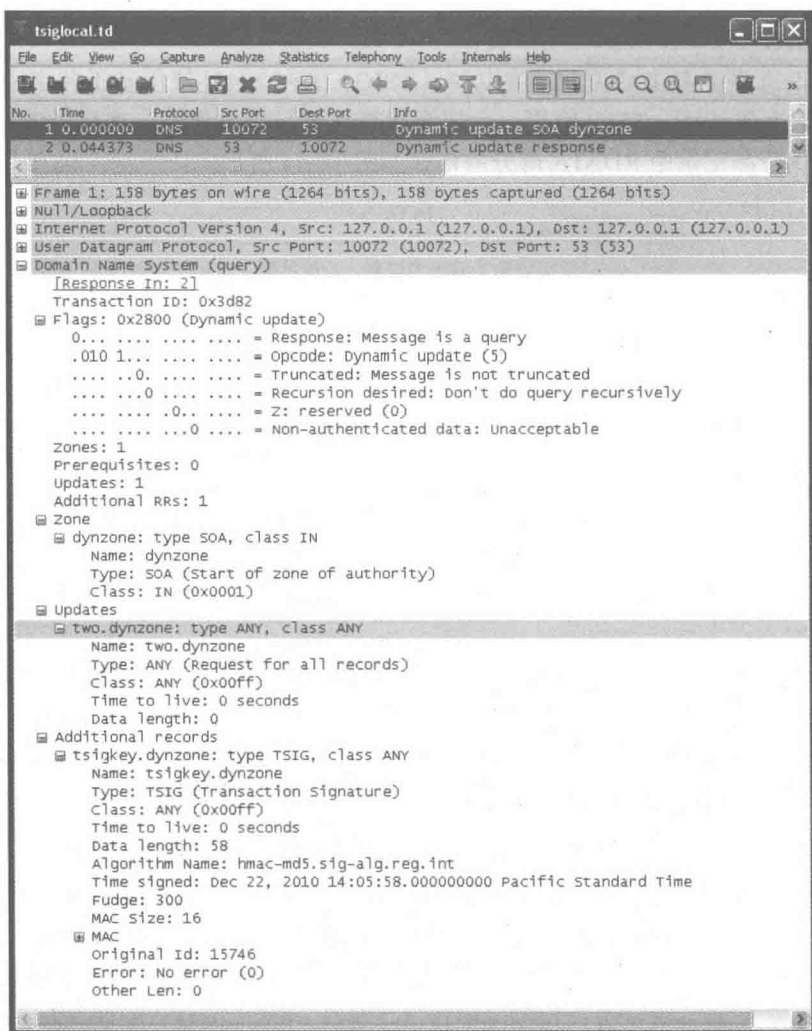 tsiglocal.td
File Edit View Go Capture Analyze Statistics Telephony Tools Internals Help
No. Time Protocol Src Port Dest Port Info
1 0.000000 DNS 10072 53 Dynamic update SOA dynzone
2 0.044373 DNS 53 10072 Dynamic update response
Frame 1: 158 bytes on wire (1264 bits), 158 bytes captured (1264 bits)
Null/Loopback
Internet Protocol Version 4, Src: 127.0.0.1 (127.0.0.1), Dst: 127.0.0.1 (127.0.0.1)
User Datagram Protocol, Src Port: 10072 (10072), Dst Port: 53 (53)
Domain Name System (query)
[Response In: 2]
Transaction ID: 0x3d82
Flags: 0x2800 (Dynamic update)
0... .... .... .... = Response: Message is a query
.010 1... .... .... = Opcode: Dynamic update (5)
.... ..0. .... .... = Truncated: Message is not truncated
.... ...0 .... .... = Recursion desired: Don't do query recursively
.... .... .0.. .... = Z: reserved (0)
.... .... ...0 .... = Non-authenticated data: Unacceptable
Zones: 1
Prerequisites: 0
Updates: 1
Additional RRs: 1
Zone
dynzone: type SOA, class IN
Name: dynzone
Type: SOA (Start of zone of authority)
Class: IN (0x0001)
Updates
two.dynzone: type ANY, class ANY
Name: two.dynzone
Type: ANY (Request for all records)
Class: ANY (0x00ff)
Time to live: 0 seconds
Data length: 0
Additional records
tsigkey.dynzone: type TSIG, class ANY
Name: tsigkey.dynzone
Type: TSIG (Transaction Signature)
Class: ANY (0x00ff)
Time to live: 0 seconds
Data length: 58
Algorithm Name: hmac-md5.sig-alg.reg.int
Time signed: Dec 22, 2010 14:05:58.000000000 Pacific Standard Time
Fudge: 300
MAC Size: 16
MAC
Original Id: 15746
Error: No error (0)
Other Len: 0